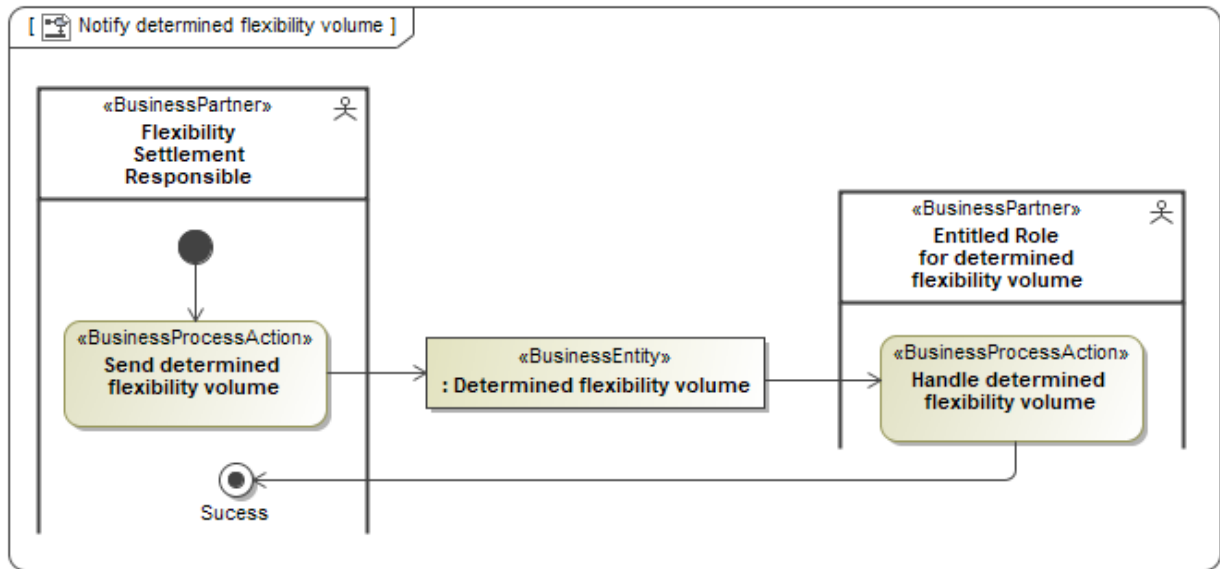 [ Notify determined flexibility volume ]
«BusinessPartner»
Flexibility
Settlement
Responsible
«BusinessPartner»
Entitled Role
for determined
flexibility volume
«BusinessProcessAction»
Send determined
flexibility volume
«BusinessEntity»
: Determined flexibility volume
«BusinessProcessAction»
Handle determined
flexibility volume
Sucess